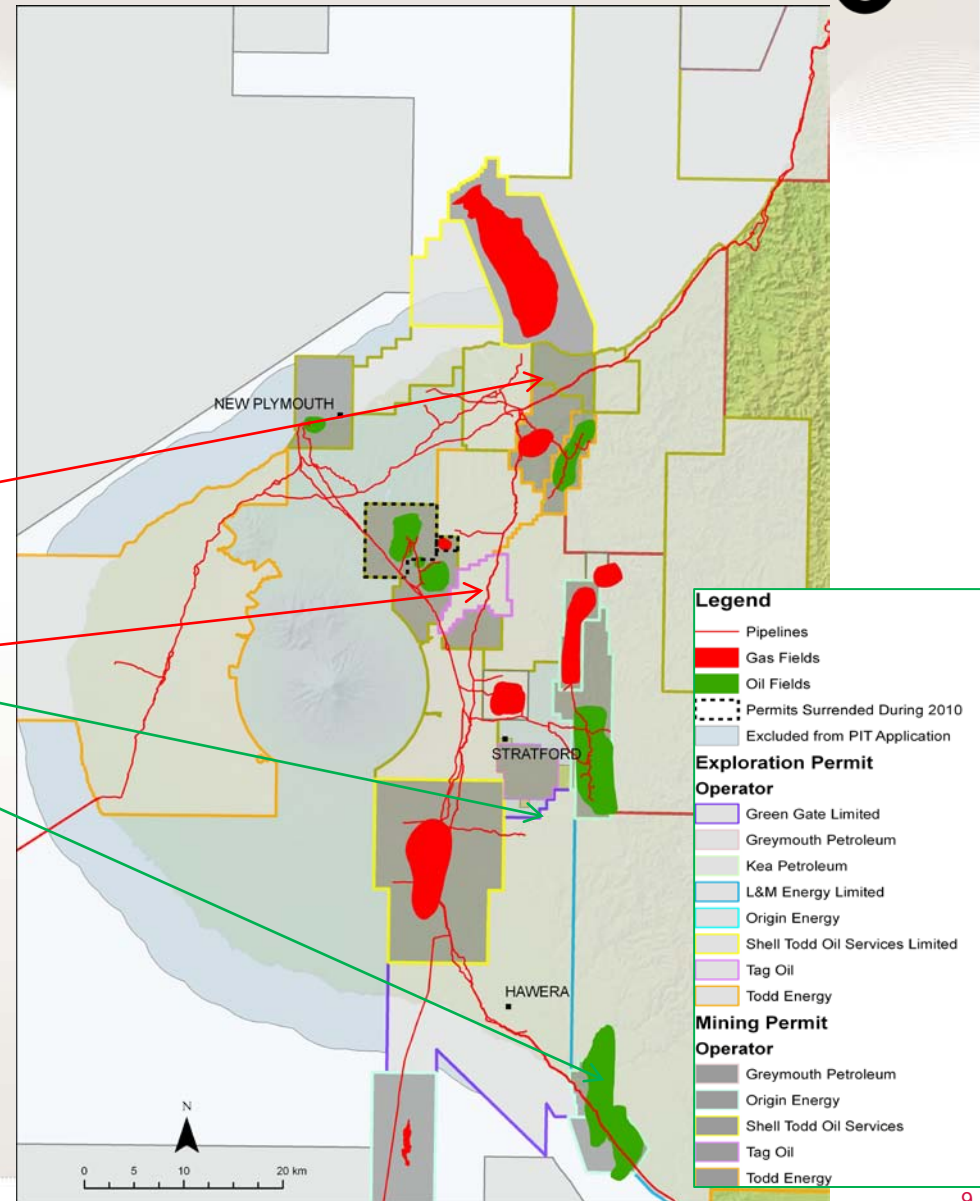 NEW PLYMOUTH
STRATFORD
HAWERA
N
0 5 10 20 km
Legend
Pipelines
Gas Fields
Oil Fields
Permits Surrended During 2010
Excluded from PIT Application
Exploration Permit
Operator
Green Gate Limited
Greymouth Petroleum
Kea Petroleum
L&M Energy Limited
Origin Energy
Shell Todd Oil Services Limited
Tag Oil
Todd Energy
Mining Permit
Operator
Greymouth Petroleum
Origin Energy
Shell Todd Oil Services
Tag Oil
Todd Energy
9